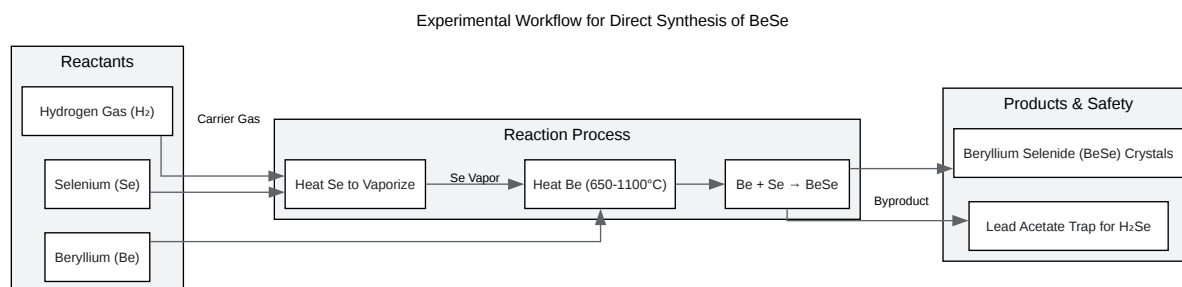 Experimental Workflow for Direct Synthesis of BeSe
Reactants
Hydrogen Gas (H₂)
Selenium (Se)
Beryllium (Be)
Carrier Gas
Reaction Process
Heat Se to Vaporize
Se Vapor
Heat Be (650-1100°C)
Be + Se → BeSe
Byproduct
Products & Safety
Beryllium Selenide (BeSe) Crystals
Lead Acetate Trap for H₂Se